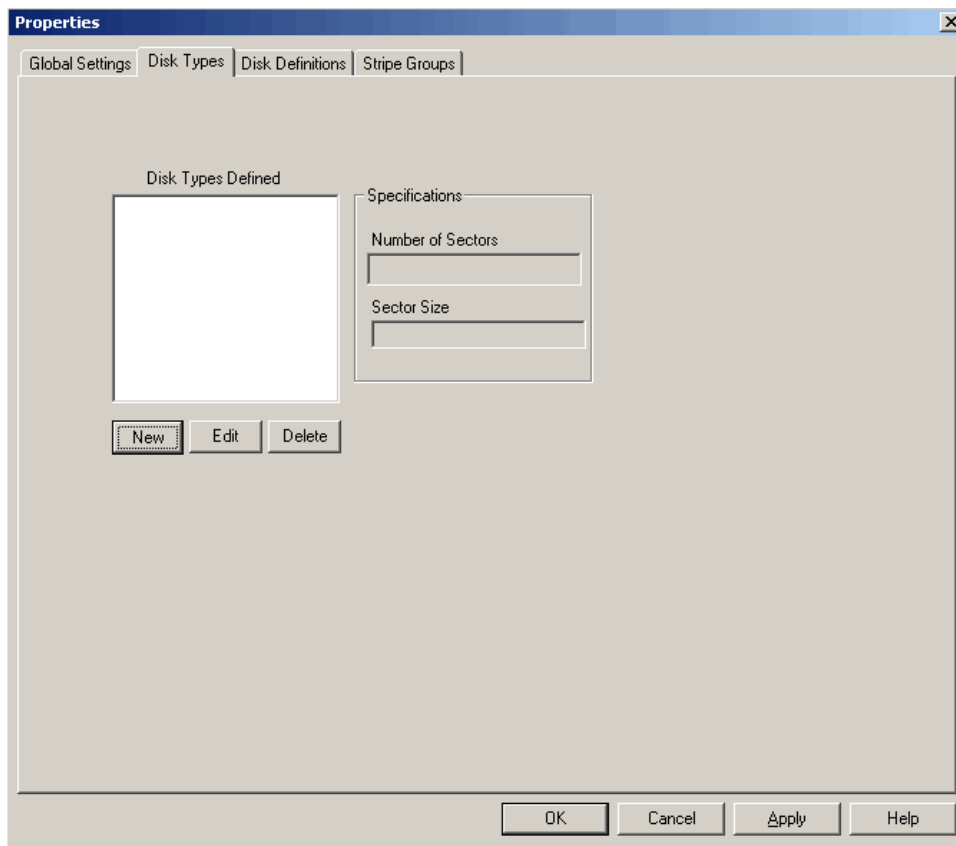 Properties
Global Settings Disk Types Disk Definitions Stripe Groups
Disk Types Defined
Specifications
Number of Sectors
Sector Size
New Edit Delete
OK Cancel Apply Help